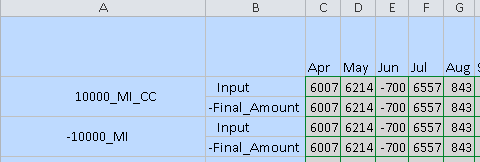 A B C D E F G
Apr May Jun Jul Aug
10000_MI_CC Input 6007 6214 -700 6557 843
-Final_Amount 6007 6214 -700 6557 843
-10000_MI Input 6007 6214 -700 6557 843
-Final_Amount 6007 6214 -700 6557 843